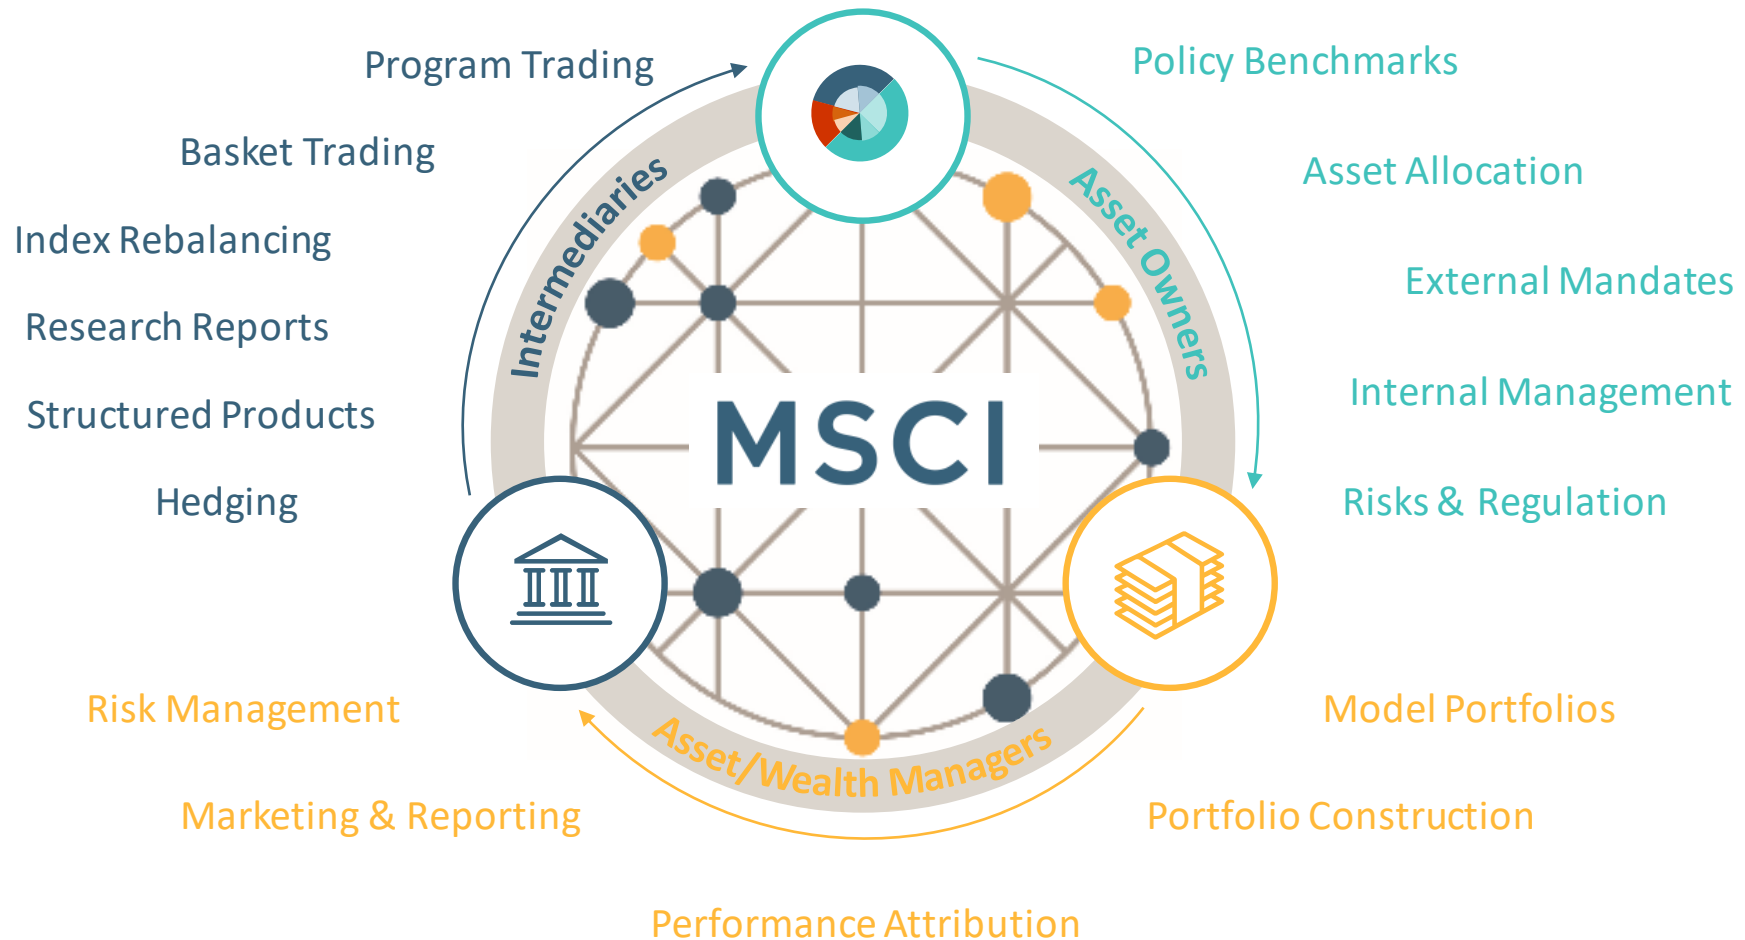 Program Trading
Basket Trading
Index Rebalancing
Research Reports
Structured Products
Hedging
Intermediaries
Policy Benchmarks
Asset Allocation
External Mandates
Internal Management
Risks & Regulation
Asset Owners
MSCI
Model Portfolios
Portfolio Construction
Performance Attribution
Marketing & Reporting
Risk Management
Asset/Wealth Managers